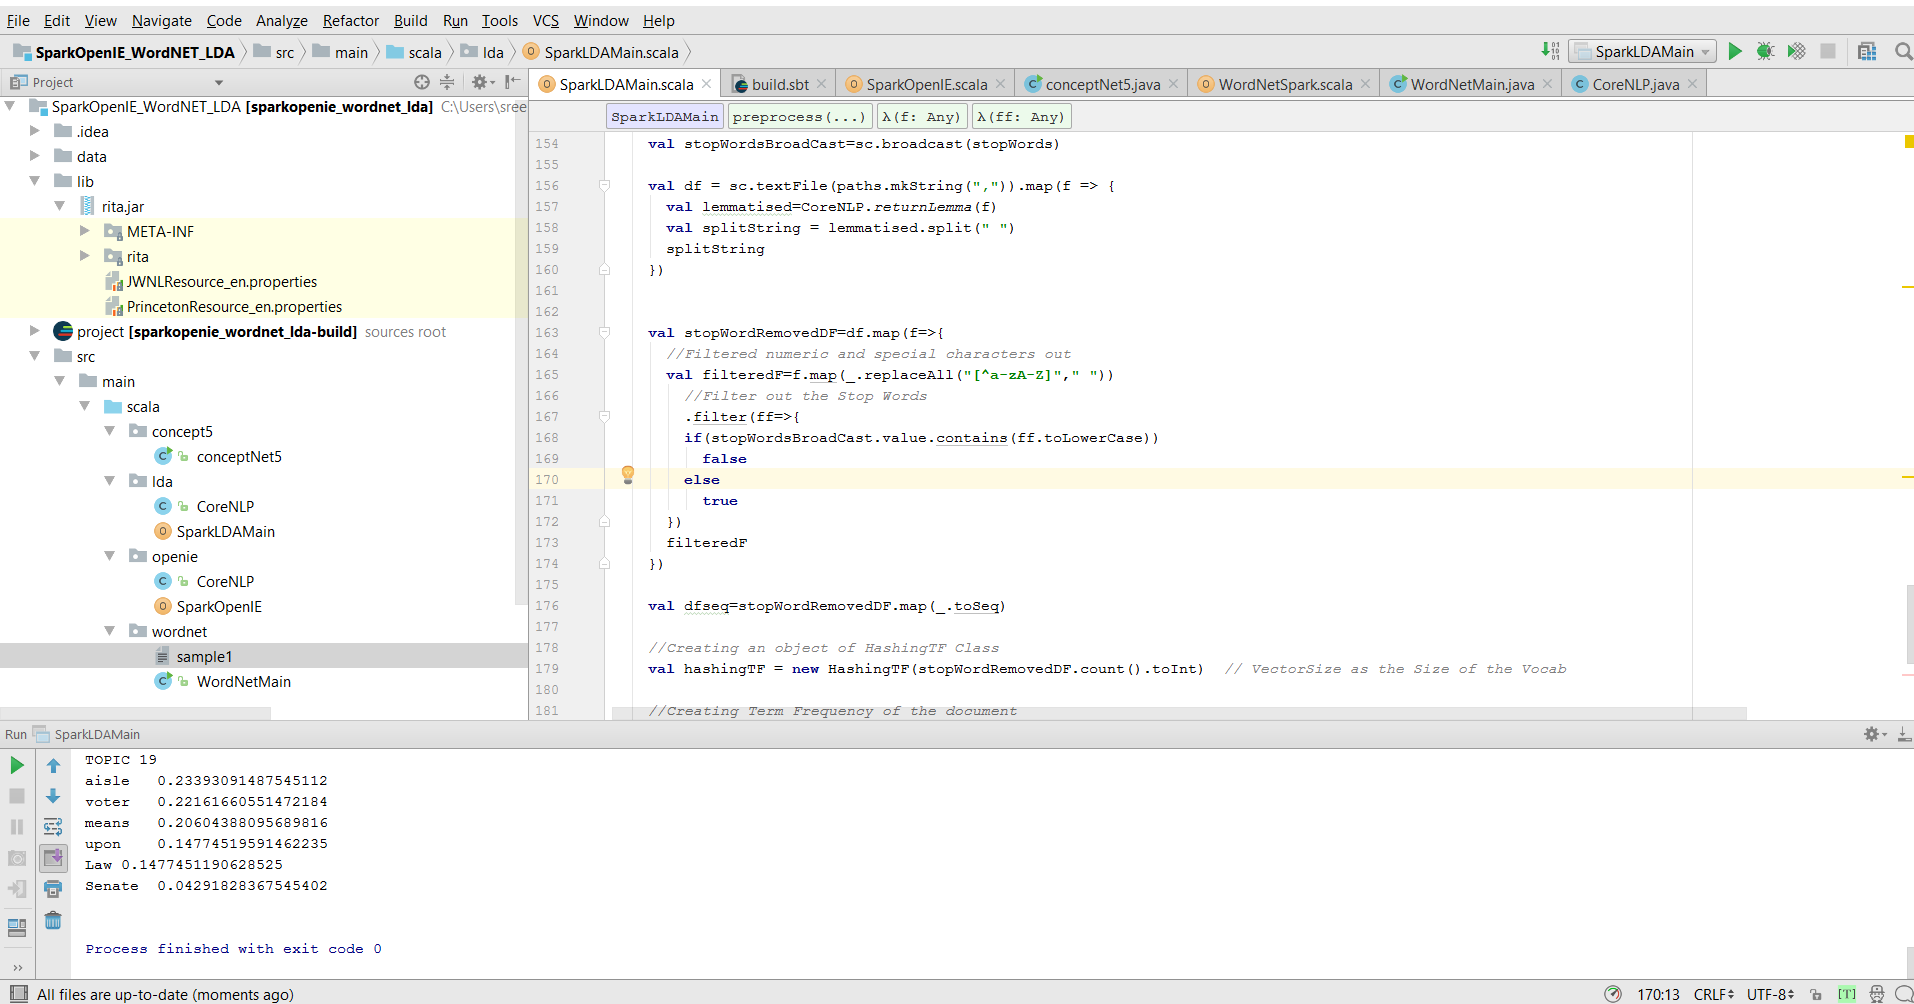 File Edit View Navigate Code Analyze Refactor Build Run Tools VCS Window Help
SparkOpenIE_WordNET_LDA src main scala lda SparkLDAMain.scala SparkLDAMain
Project
SparkLDAMain.scala build.sbt SparkOpenIE.scala conceptNet5.java WordNetSpark.scala WordNetMain.java CoreNLP.java
SparkOpenIE_WordNET_LDA [sparkopenie_wordnet_lda] C:\Users\sree
.idea
data
lib
rita.jar
META-INF
rita
JWNLResource_en.properties
PrincetonResource_en.properties
project [sparkopenie_wordnet_lda-build] sources root
src
main
scala
concept5
conceptNet5
lda
CoreNLP
SparkLDAMain
openie
CoreNLP
SparkOpenIE
wordnet
sample1
WordNetMain
SparkLDAMain preprocess(...) λ(f: Any) λ(ff: Any)
154 val stopWordsBroadCast=sc.broadcast(stopWords)
155
156 val df = sc.textFile(paths.mkString(",")).map(f => {
157 val lemmatised=CoreNLP.returnLemma(f)
158 val splitString = lemmatised.split(" ")
159 splitString
160 })
161
162
163 val stopWordRemovedDF=df.map(f=>{
164 //Filtered numeric and special characters out
165 val filteredF=f.map(_.replaceAll("[^a-zA-Z]"," "))
166 //Filter out the Stop Words
167 .filter(ff=>{
168 if(stopWordsBroadCast.value.contains(ff.toLowerCase))
169 false
170 else
171 true
172 })
173 filteredF
174 })
175
176 val dfseq=stopWordRemovedDF.map(_.toSeq)
177
178 //Creating an object of HashingTF Class
179 val hashingTF = new HashingTF(stopWordRemovedDF.count().toInt) // VectorSize as the Size of the Vocab
180
181 //Creating Term Frequency of the document
Run SparkLDAMain
TOPIC 19
aisle 0.23393091487545112
voter 0.22161660551472184
means 0.20604388095689816
upon 0.14774519591462235
Law 0.1477451190628525
Senate 0.04291828367545402
Process finished with exit code 0
All files are up-to-date (moments ago) 170:13 CRLF UTF-8 [T]